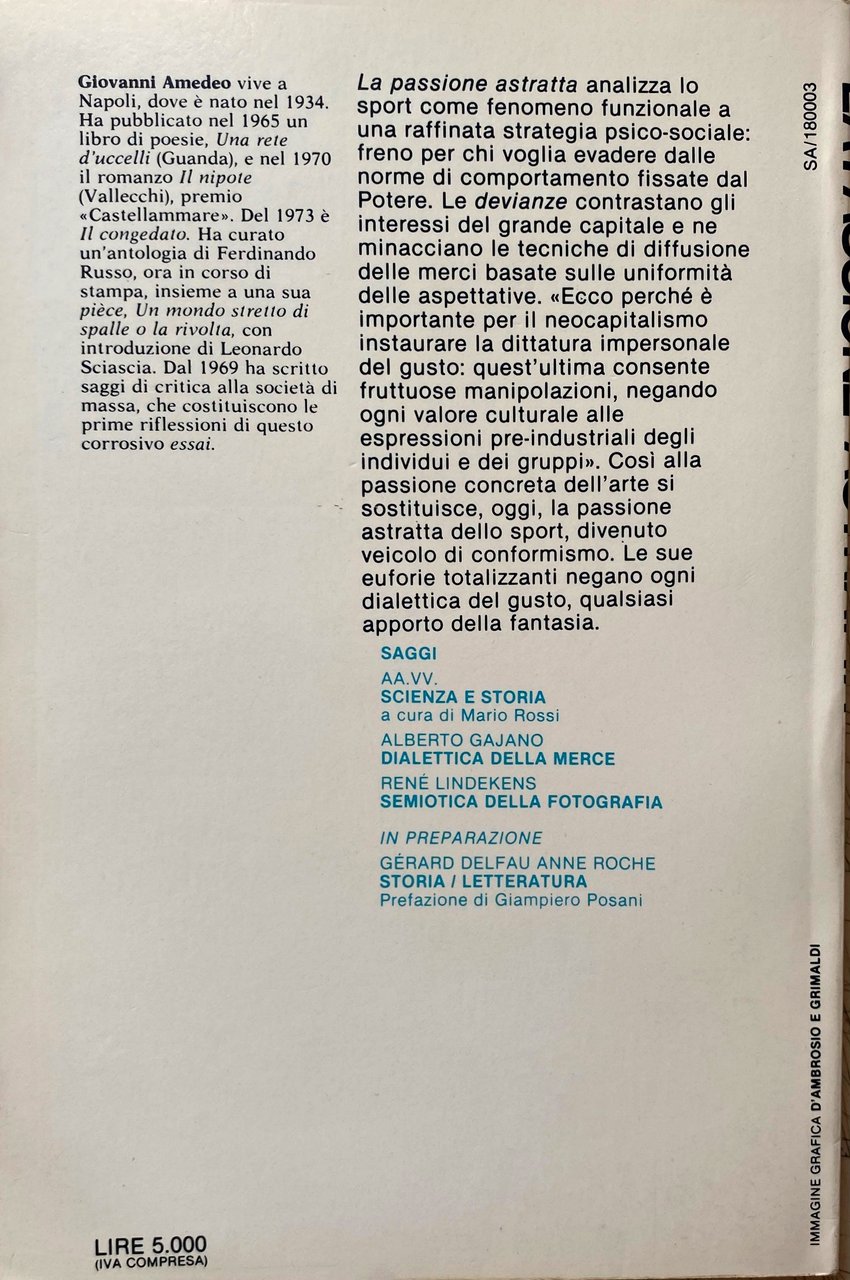 Giovanni Amedeo vive a
Napoli, dove è nato nel 1934.
Ha pubblicato nel 1965 un
libro di poesie, Una rete
d'uccelli (Guanda), e nel 1970
il romanzo Il nipote
(Vallecchi), premio
«Castellammare». Del 1973 è
Il congedato. Ha curato
un'antologia di Ferdinando
Russo, ora in corso di
stampa, insieme a una sua
pièce, Un mondo stretto di
spalle o la rivolta, con
introduzione di Leonardo
Sciascia. Dal 1969 ha scritto
saggi di critica alla società di
massa, che costituiscono le
prime riflessioni di questo
corrosivo essai.
La passione astratta analizza lo
sport come fenomeno funzionale a
una raffinata strategia psico-sociale:
freno per chi voglia evadere dalle
norme di comportamento fissate dal
Potere. Le devianze contrastano gli
interessi del grande capitale e ne
minacciano le tecniche di diffusione
delle merci basate sulle uniformità
delle aspettative. «Ecco perché è
importante per il neocapitalismo
instaurare la dittatura impersonale
del gusto: quest'ultima consente
fruttuose manipolazioni, negando
ogni valore culturale alle
espressioni pre-industriali degli
individui e dei gruppi». Così alla
passione concreta dell'arte si
sostituisce, oggi, la passione
astratta dello sport, divenuto
veicolo di conformismo. Le sue
euforie totalizzanti negano ogni
dialettica del gusto, qualsiasi
apporto della fantasia.
SAGGI
AA.VV.
SCIENZA E STORIA
a cura di Mario Rossi
ALBERTO GAJANO
DIALETTICA DELLA MERCE
RENÉ LINDEKENS
SEMIOTICA DELLA FOTOGRAFIA
IN PREPARAZIONE
GÉRARD DELFAU ANNE ROCHE
STORIA / LETTERATURA
Prefazione di Giampiero Posani
SA/180003
IMMAGINE GRAFICA D'AMBROSIO E GRIMALDI
LIRE 5.000
(IVA COMPRESA)